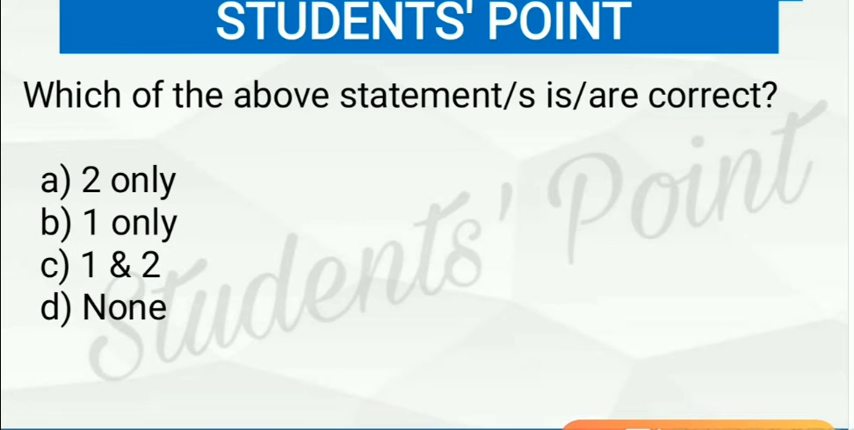 STUDENTS' POINT
Which of the above statement/s is/are correct?
a) 2 only
b) 1 only
c) 1 & 2
d) None
Students' Point